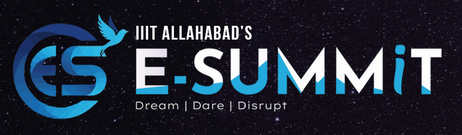 IIIT ALLAHABAD'S
ES
E-SUMMiT
Dream | Dare | Disrupt